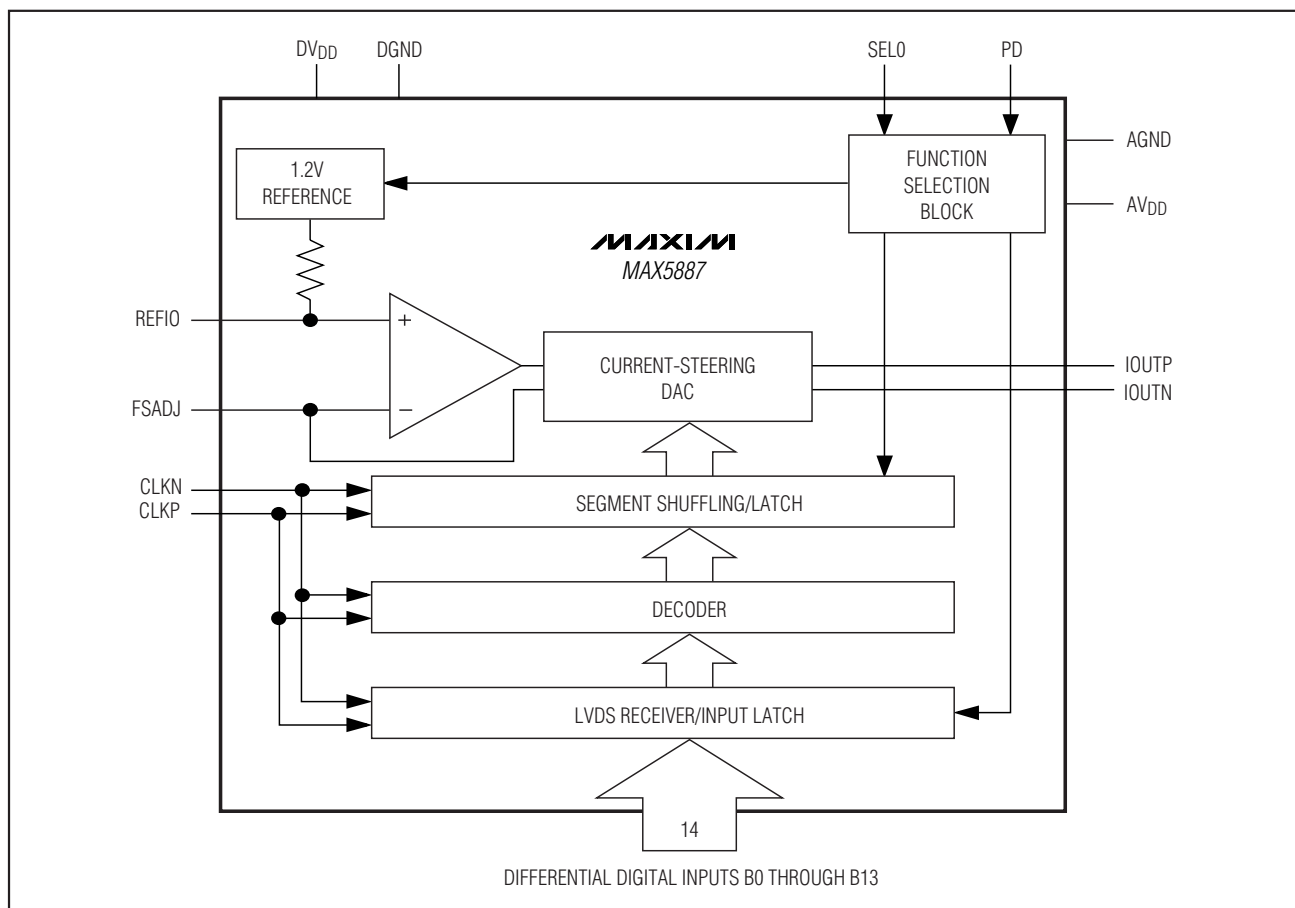 DVDD
DGND
SEL0
PD
AGND
AVDD
1.2V
REFERENCE
FUNCTION
SELECTION
BLOCK
MAXIM
MAX5887
REFIO
+
CURRENT-STEERING
DAC
IOUTP
IOUTN
FSADJ
−
CLKN
CLKP
SEGMENT SHUFFLING/LATCH
DECODER
LVDS RECEIVER/INPUT LATCH
14
DIFFERENTIAL DIGITAL INPUTS B0 THROUGH B13